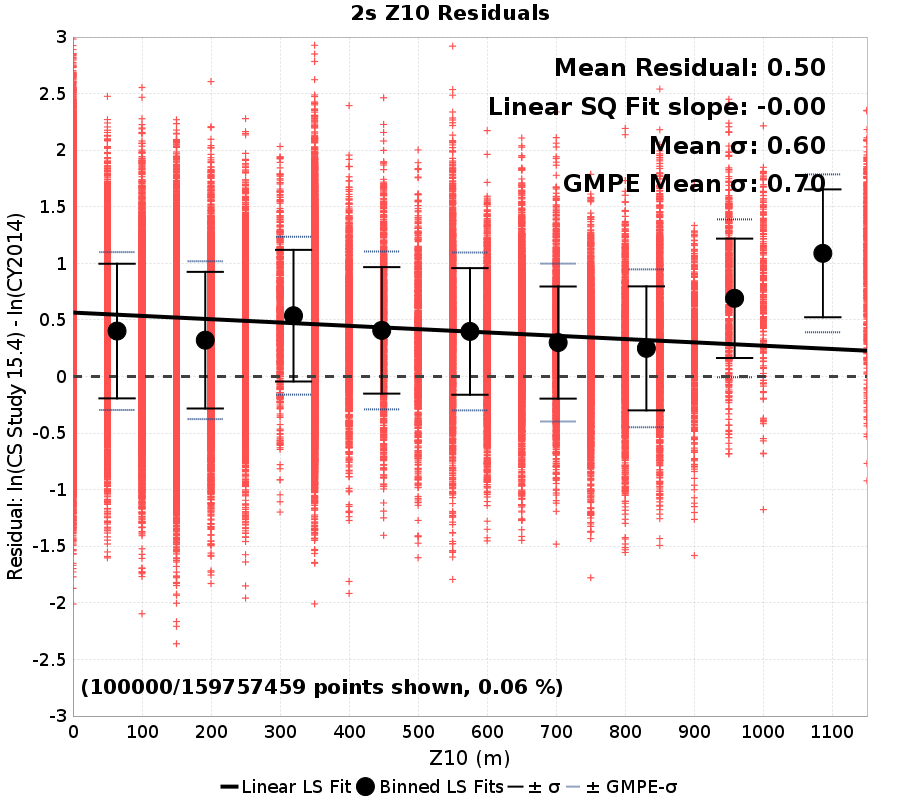 2s Z10 Residuals
Mean Residual: 0.50
Linear SQ Fit slope: -0.00
Mean σ: 0.60
GMPE Mean σ: 0.70
Residual: ln(CS Study 15.4) - ln(CY2014)
3
2.5
2
1.5
1
0.5
0
-0.5
-1
-1.5
-2
-2.5
-3
(100000/159757459 points shown, 0.06 %)
0 100 200 300 400 500 600 700 800 900 1000 1100
Z10 (m)
Linear LS Fit Binned LS Fits ± σ ± GMPE-σ